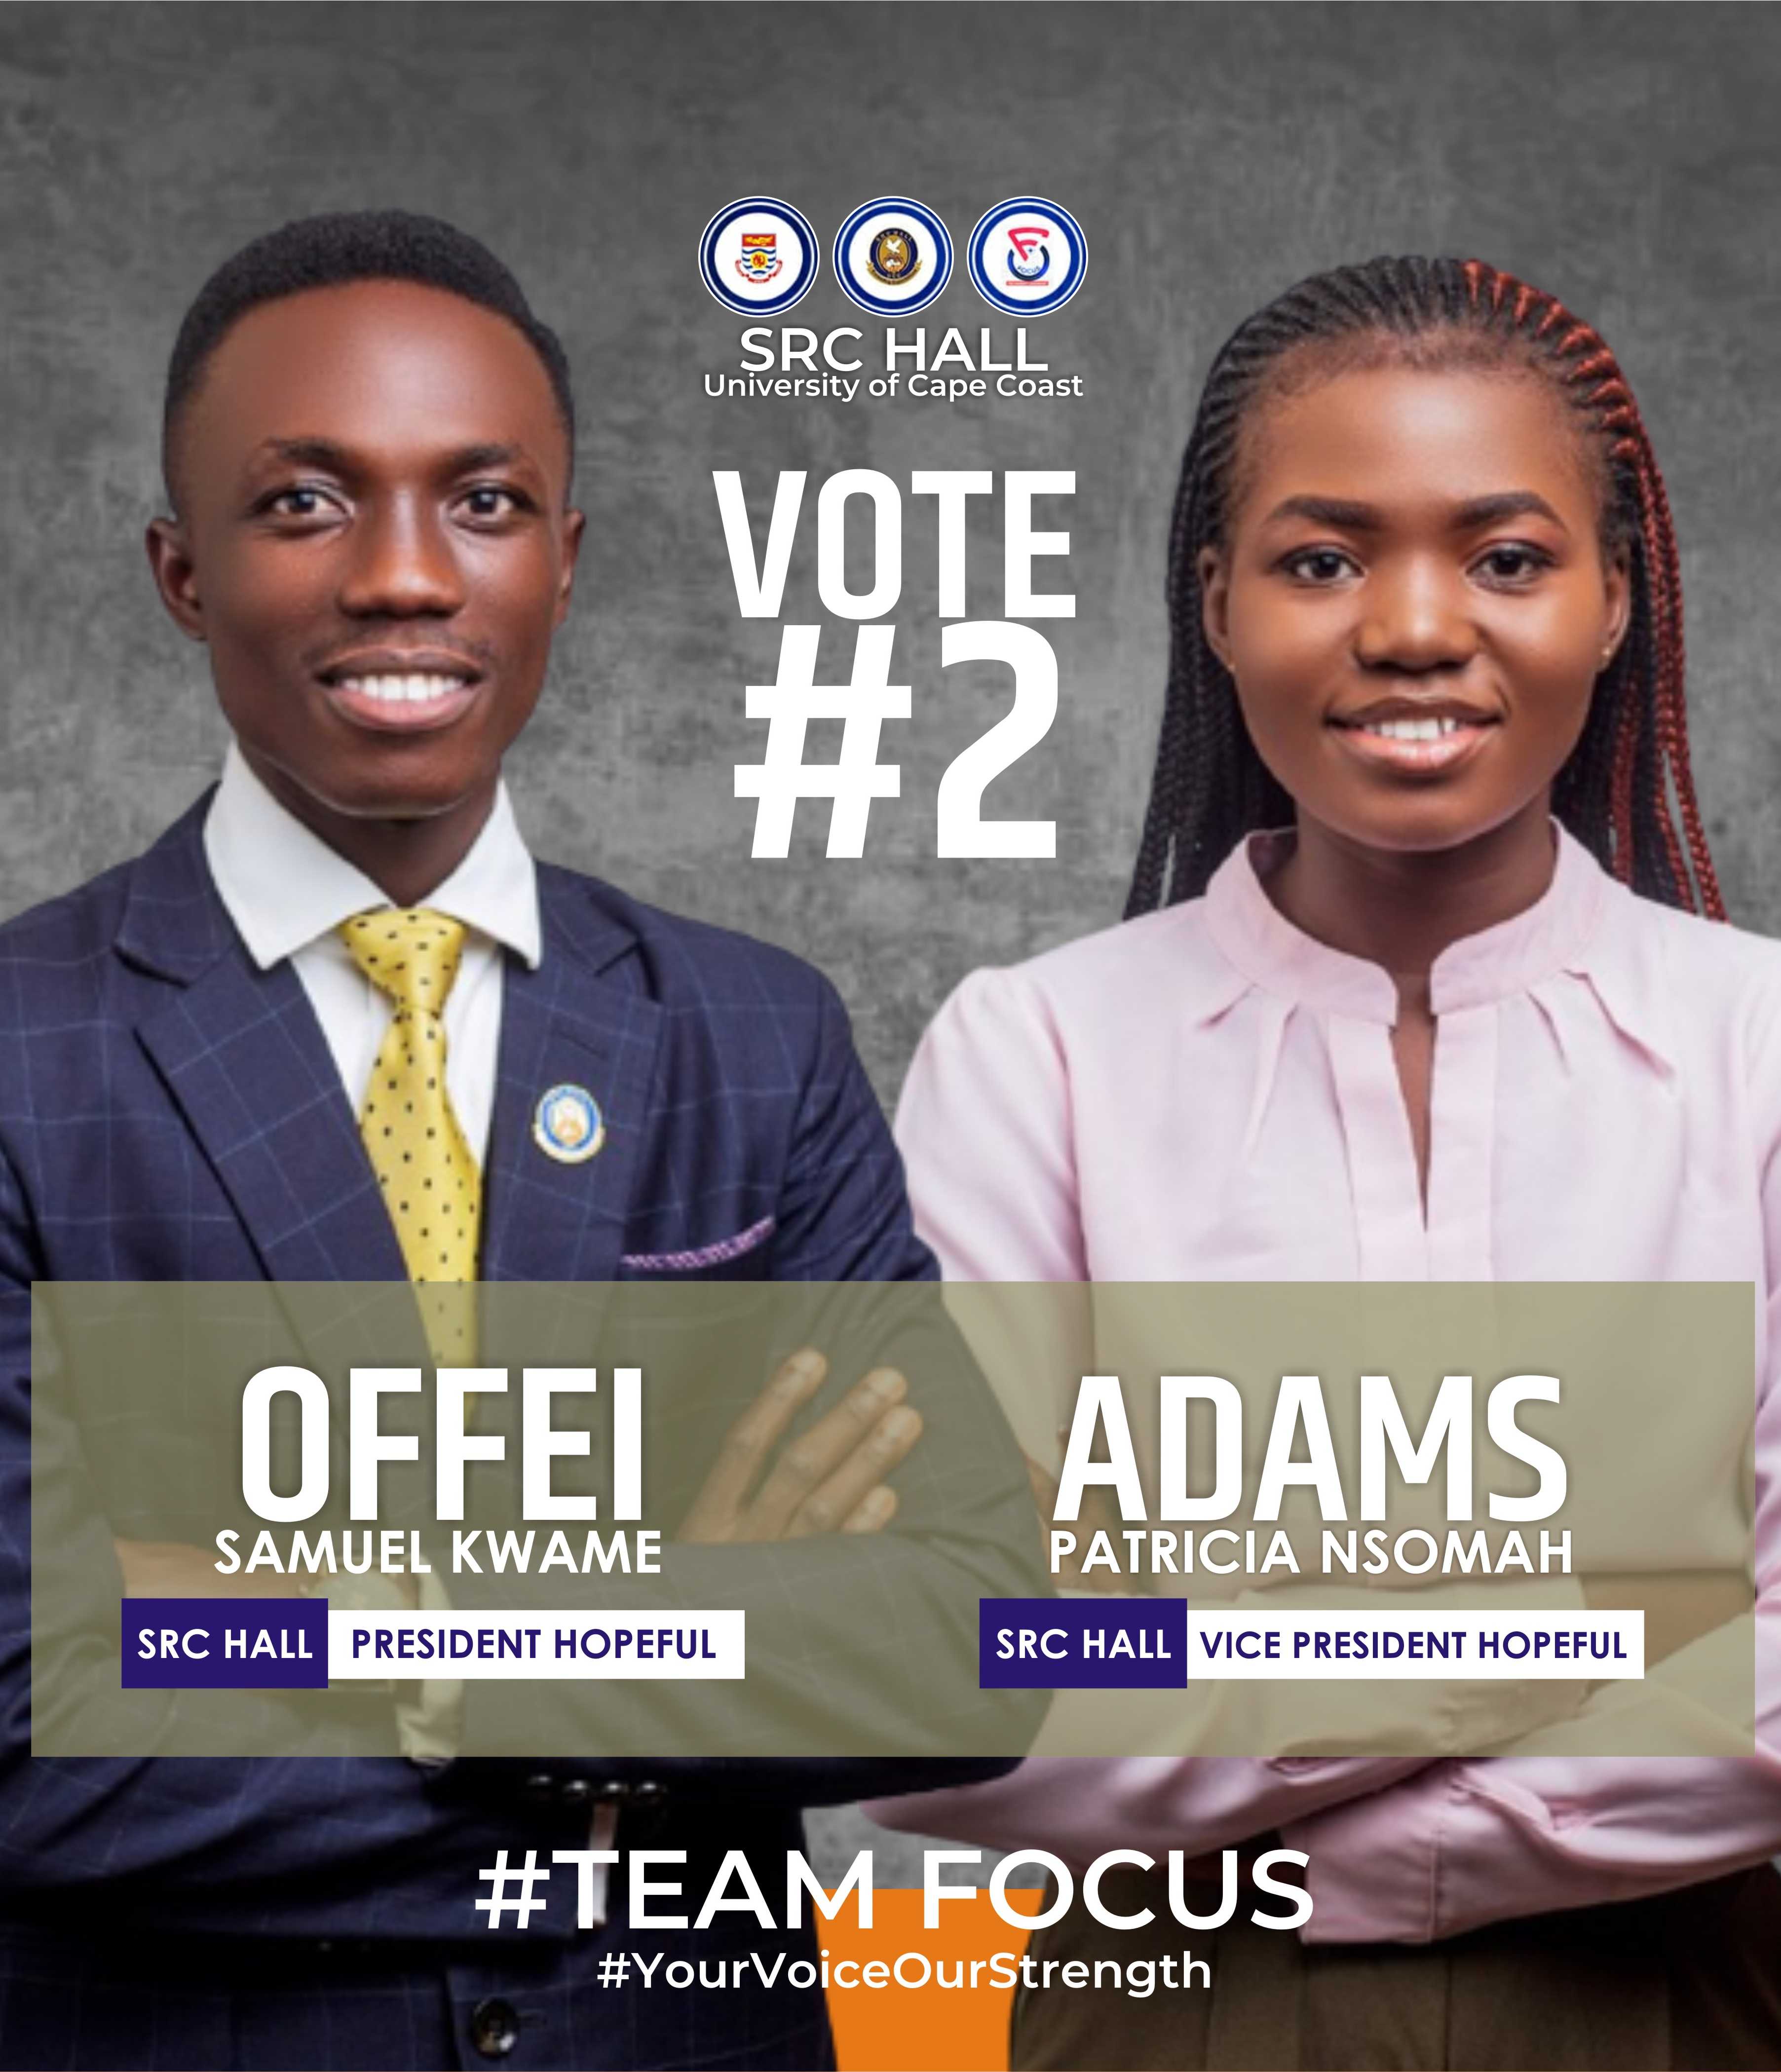 SRC HALL
University of Cape Coast
VOTE
#2
OFFEI
SAMUEL KWAME
SRC HALL PRESIDENT HOPEFUL
ADAMS
PATRICIA NSOMAH
SRC HALL VICE PRESIDENT HOPEFUL
#TEAM FOCUS
#YourVoiceOurStrength